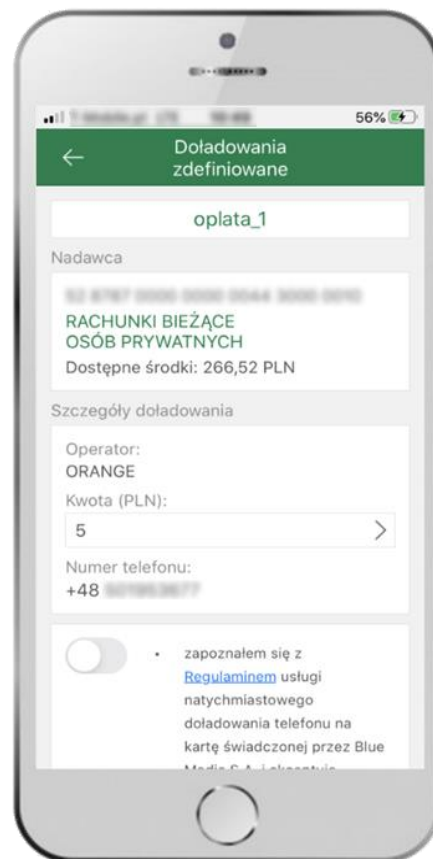 56%
Doładowania
zdefiniowane
oplata_1
Nadawca
RACHUNKI BIEŻĄCE
OSÓB PRYWATNYCH
Dostępne środki: 266,52 PLN
Szczegóły doładowania
Operator:
ORANGE
Kwota (PLN):
5
Numer telefonu:
+48
zapoznałem się z
Regulaminem usługi
natychmiastowego
doładowania telefonu na
kartę świadczonej przez Blue